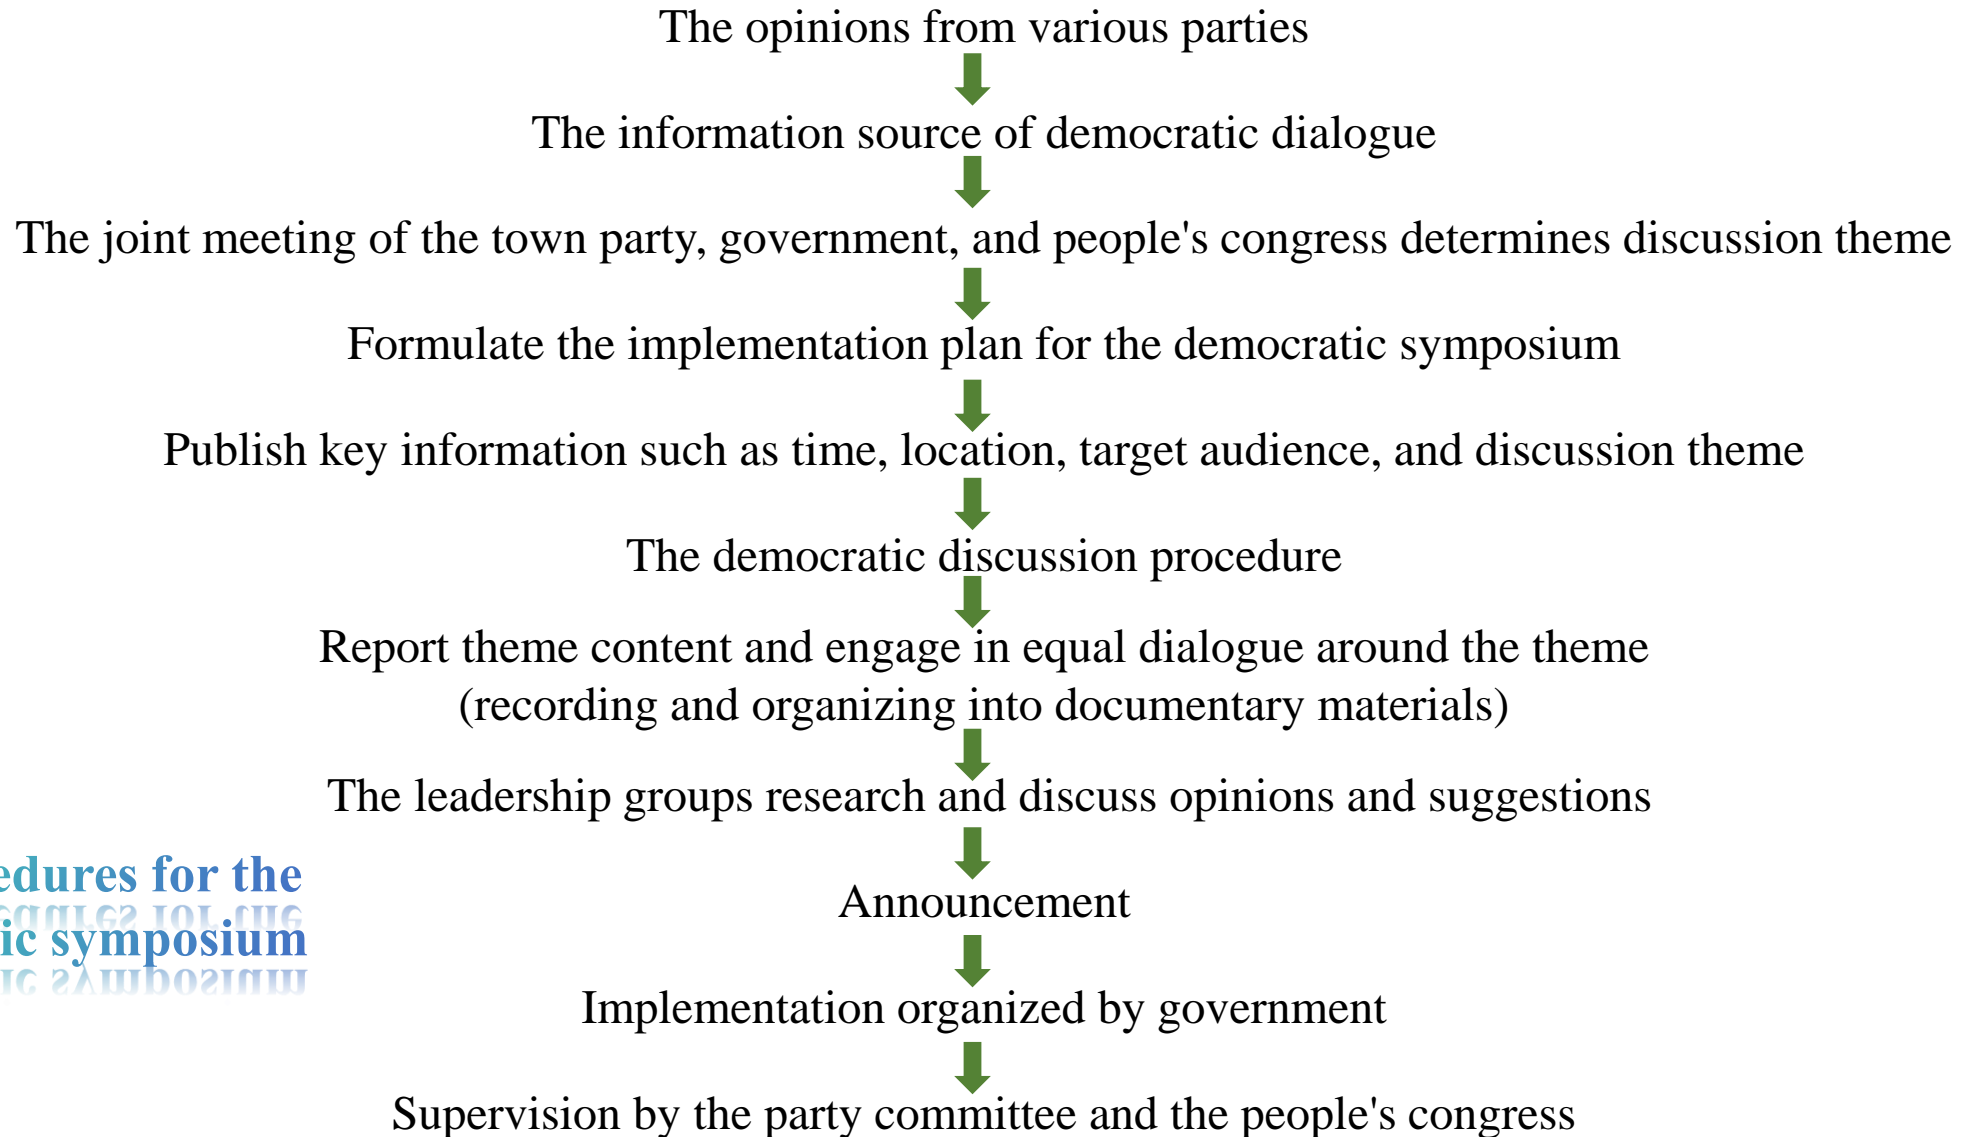 The opinions from various parties
The information source of democratic dialogue
The joint meeting of the town party, government, and people's congress determines discussion theme
Formulate the implementation plan for the democratic symposium
Publish key information such as time, location, target audience, and discussion theme
The democratic discussion procedure
Report theme content and engage in equal dialogue around the theme
(recording and organizing into documentary materials)
The leadership groups research and discuss opinions and suggestions
Announcement
Implementation organized by government
Supervision by the party committee and the people's congress
for the
symposium